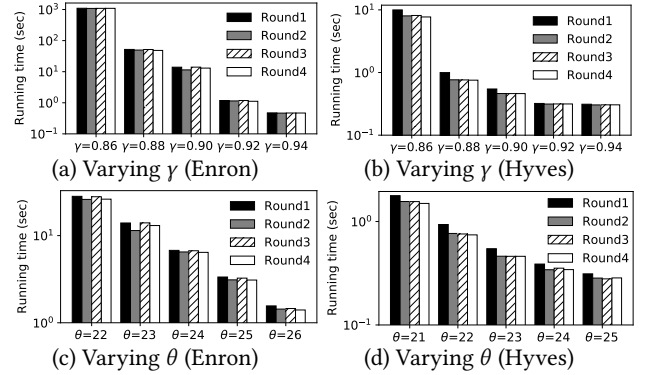 Running time (sec)
10³
10²
10¹
10⁰
10⁻¹
Round1
Round2
Round3
Round4
γ=0.86 γ=0.88 γ=0.90 γ=0.92 γ=0.94
(a) Varying γ (Enron)
Running time (sec)
10¹
10⁰
10⁻¹
Round1
Round2
Round3
Round4
γ=0.86 γ=0.88 γ=0.90 γ=0.92 γ=0.94
(b) Varying γ (Hyves)
Running time (sec)
10¹
10⁰
Round1
Round2
Round3
Round4
θ=22 θ=23 θ=24 θ=25 θ=26
(c) Varying θ (Enron)
Running time (sec)
10⁰
10⁻¹
Round1
Round2
Round3
Round4
θ=21 θ=22 θ=23 θ=24 θ=25
(d) Varying θ (Hyves)